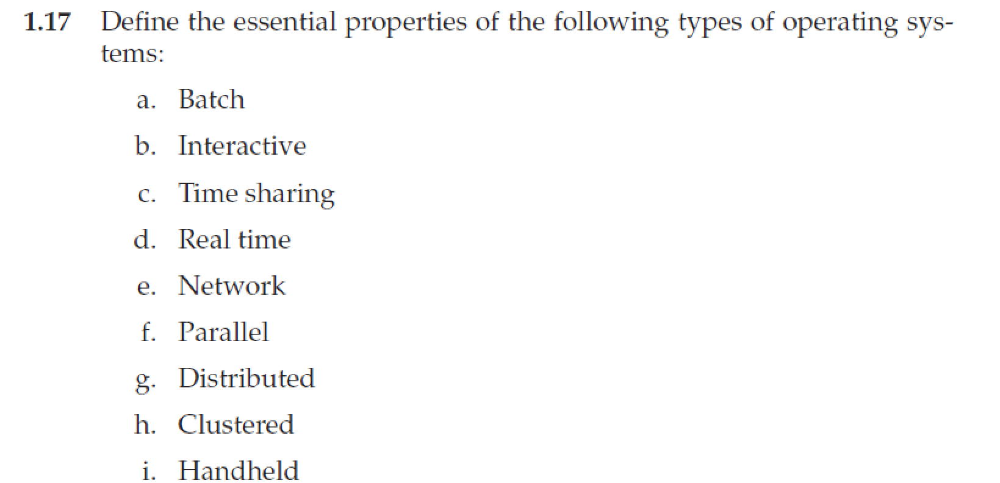 1.17 Define the essential properties of the following types of operating sys-
tems:
a. Batch
b. Interactive
c. Time sharing
d. Real time
e. Network
f. Parallel
g. Distributed
h. Clustered
i. Handheld